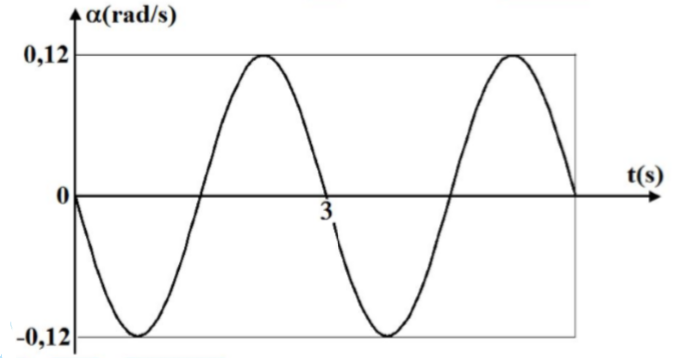 α(rad/s)
0,12
0
t(s)
3
-0,12